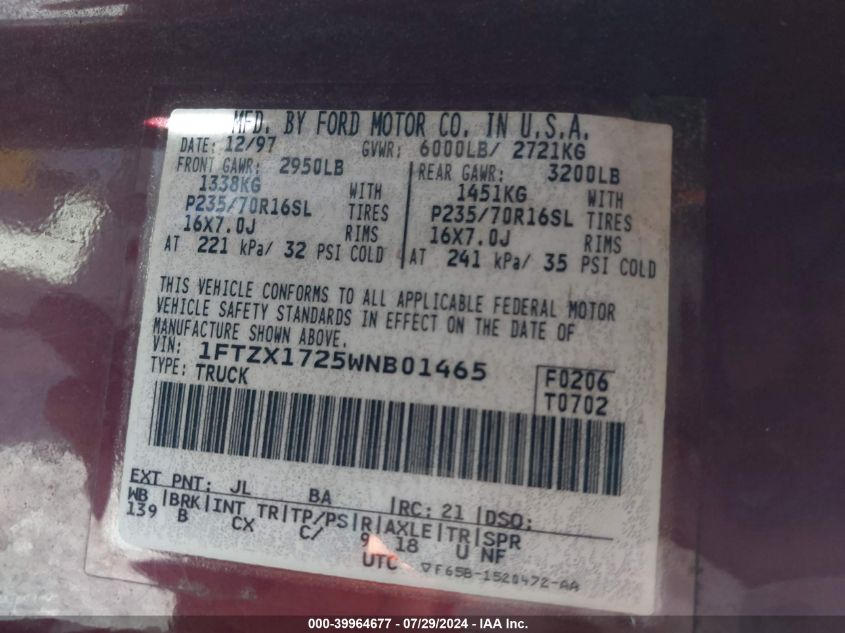 MFD. BY FORD MOTOR CO. IN U.S.A.
DATE: 12/97 GVWR: 6000LB/ 2721KG
FRONT GAWR: 2950LB REAR GAWR: 3200LB
1338KG WITH 1451KG WITH
P235/70R16SL TIRES P235/70R16SL TIRES
16X7.0J RIMS 16X7.0J RIMS
AT 221 kPa/ 32 PSI COLD AT 241 kPa/ 35 PSI COLD
THIS VEHICLE CONFORMS TO ALL APPLICABLE FEDERAL MOTOR
VEHICLE SAFETY STANDARDS IN EFFECT ON THE DATE OF
MANUFACTURE SHOWN ABOVE.
VIN: 1FTZX1725WNB01465 F0206
TYPE: TRUCK T0702
EXT PNT: JL BA RC: 21 DSO:
WB BRK INT TR TP/PS R AXLE TR SPR
139 B CX C/ 9 18 U NF
UTC ▽F65B-1520472-AA
000-39964677 - 07/29/2024 - IAA Inc.